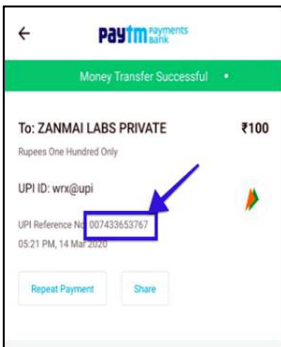 paytm payments bank
Money Transfer Successful
To: ZANMAI LABS PRIVATE ₹100
Rupees One Hundred Only
UPI ID: wrx@upi
UPI Reference No: 007433653767
05:21 PM, 14 Mar 2020
Repeat Payment Share